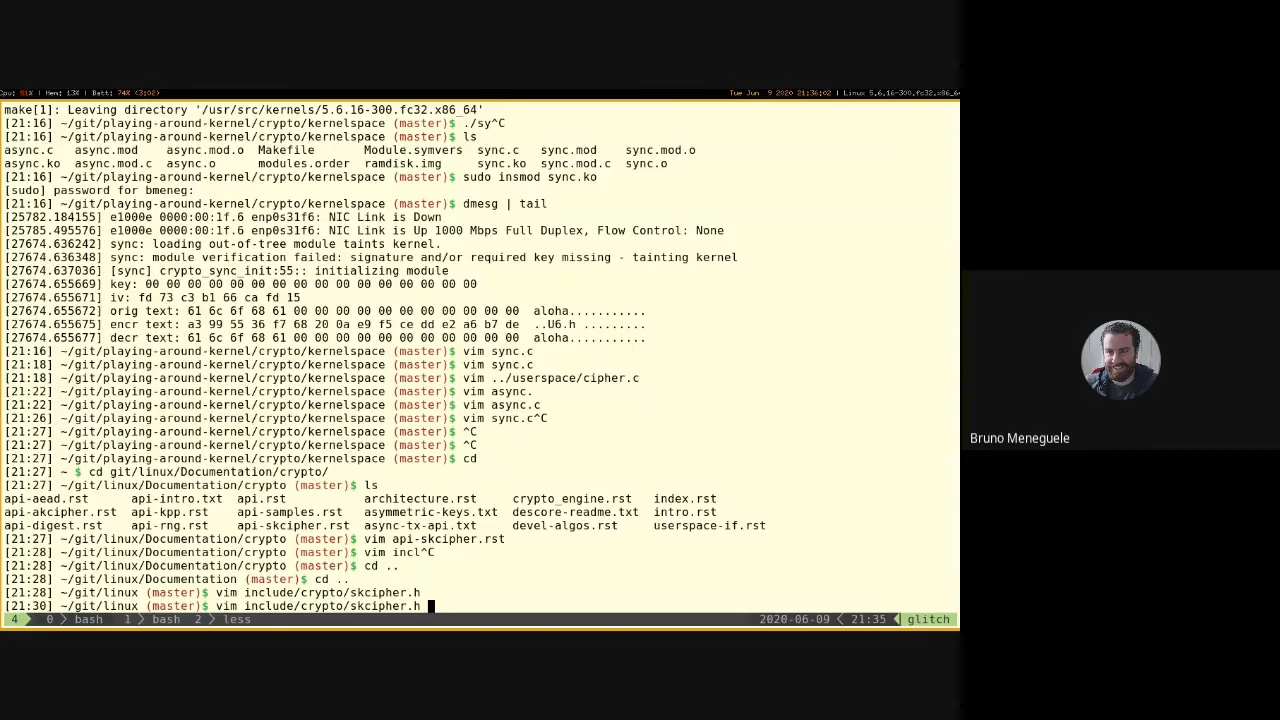 Cpu: 51% | Mem: 13% | Batt: 74% (3:02) Tue Jun 9 2020 21:36:02 | Linux 5.6.16-300.fc32.x86_64
make[1]: Leaving directory '/usr/src/kernels/5.6.16-300.fc32.x86_64'
[21:16] ~/git/playing-around-kernel/crypto/kernelspace (master)$ ./sy^C
[21:16] ~/git/playing-around-kernel/crypto/kernelspace (master)$ ls
async.c async.mod async.mod.o Makefile Module.symvers sync.c sync.mod sync.mod.o
async.ko async.mod.c async.o modules.order ramdisk.img sync.ko sync.mod.c sync.o
[21:16] ~/git/playing-around-kernel/crypto/kernelspace (master)$ sudo insmod sync.ko
[sudo] password for bmeneg:
[21:16] ~/git/playing-around-kernel/crypto/kernelspace (master)$ dmesg | tail
[25782.184155] e1000e 0000:00:1f.6 enp0s31f6: NIC Link is Down
[25785.495576] e1000e 0000:00:1f.6 enp0s31f6: NIC Link is Up 1000 Mbps Full Duplex, Flow Control: None
[27674.636242] sync: loading out-of-tree module taints kernel.
[27674.636348] sync: module verification failed: signature and/or required key missing - tainting kernel
[27674.637036] [sync] crypto_sync_init:55:: initializing module
[27674.655669] key: 00 00 00 00 00 00 00 00 00 00 00 00 00 00 00 00
[27674.655671] iv: fd 73 c3 b1 66 ca fd 15
[27674.655672] orig text: 61 6c 6f 68 61 00 00 00 00 00 00 00 00 00 00 00 aloha...........
[27674.655675] encr text: a3 99 55 36 f7 68 20 0a e9 f5 ce dd e2 a6 b7 de ..U6.h .........
[27674.655677] decr text: 61 6c 6f 68 61 00 00 00 00 00 00 00 00 00 00 00 aloha...........
[21:16] ~/git/playing-around-kernel/crypto/kernelspace (master)$ vim sync.c
[21:18] ~/git/playing-around-kernel/crypto/kernelspace (master)$ vim sync.c
[21:18] ~/git/playing-around-kernel/crypto/kernelspace (master)$ vim ../userspace/cipher.c
[21:22] ~/git/playing-around-kernel/crypto/kernelspace (master)$ vim async.
[21:22] ~/git/playing-around-kernel/crypto/kernelspace (master)$ vim async.c
[21:26] ~/git/playing-around-kernel/crypto/kernelspace (master)$ vim sync.c^C
[21:27] ~/git/playing-around-kernel/crypto/kernelspace (master)$ ^C
[21:27] ~/git/playing-around-kernel/crypto/kernelspace (master)$ ^C
[21:27] ~/git/playing-around-kernel/crypto/kernelspace (master)$ cd
[21:27] ~ $ cd git/linux/Documentation/crypto/
[21:27] ~/git/linux/Documentation/crypto (master)$ ls
api-aead.rst api-intro.txt api.rst architecture.rst crypto_engine.rst index.rst
api-akcipher.rst api-kpp.rst api-samples.rst asymmetric-keys.txt descore-readme.txt intro.rst
api-digest.rst api-rng.rst api-skcipher.rst async-tx-api.txt devel-algos.rst userspace-if.rst
[21:27] ~/git/linux/Documentation/crypto (master)$ vim api-skcipher.rst
[21:28] ~/git/linux/Documentation/crypto (master)$ vim incl^C
[21:28] ~/git/linux/Documentation/crypto (master)$ cd ..
[21:28] ~/git/linux/Documentation (master)$ cd ..
[21:28] ~/git/linux (master)$ vim include/crypto/skcipher.h
[21:30] ~/git/linux (master)$ vim include/crypto/skcipher.h
4 0 > bash 1 > bash 2 > less 2020-06-09 < 21:35 glitch
Bruno Meneguele